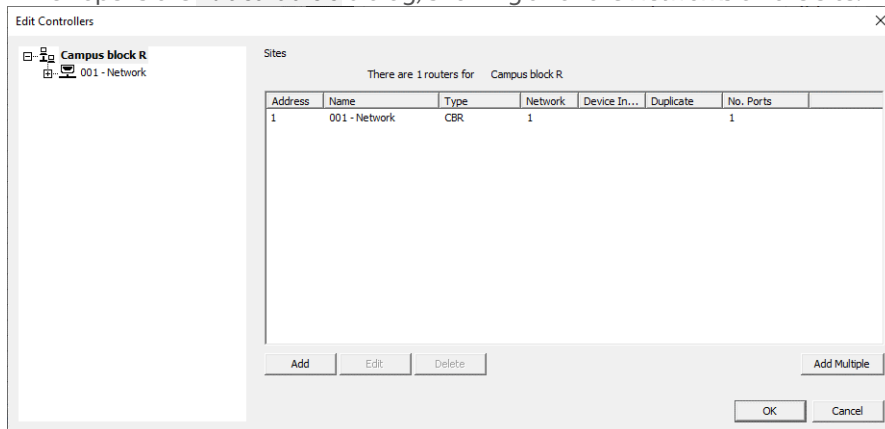 Edit Controllers
Campus block R
001 - Network
Sites
There are 1 routers for Campus block R
Address Name Type Network Device In... Duplicate No. Ports
1 001 - Network CBR 1 1
Add Edit Delete Add Multiple
OK Cancel